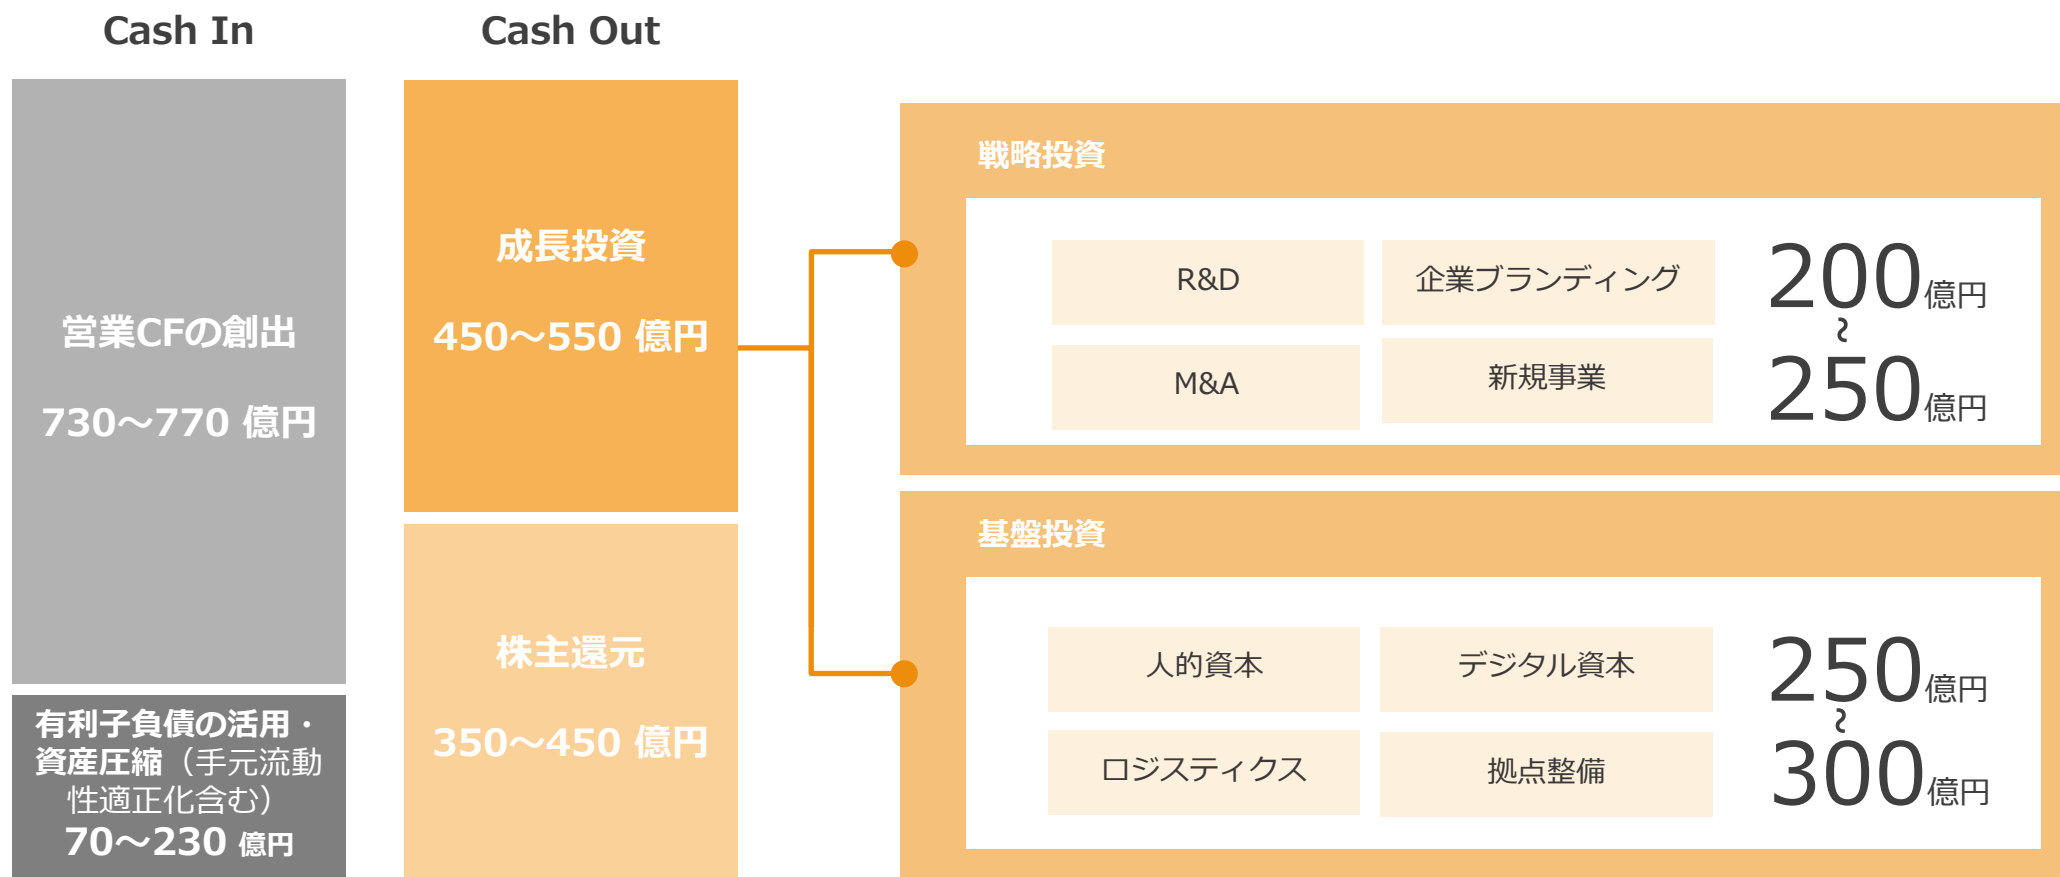 Cash In
営業CFの創出
730～770 億円
有利子負債の活用・
資産圧縮（手元流動
性適正化含む）
70～230 億円
Cash Out
成長投資
450～550 億円
株主還元
350～450 億円
戦略投資
R&D
企業ブランディング
M&A
新規事業
200億円
～
250億円
基盤投資
人的資本
デジタル資本
ロジスティクス
拠点整備
250億円
～
300億円